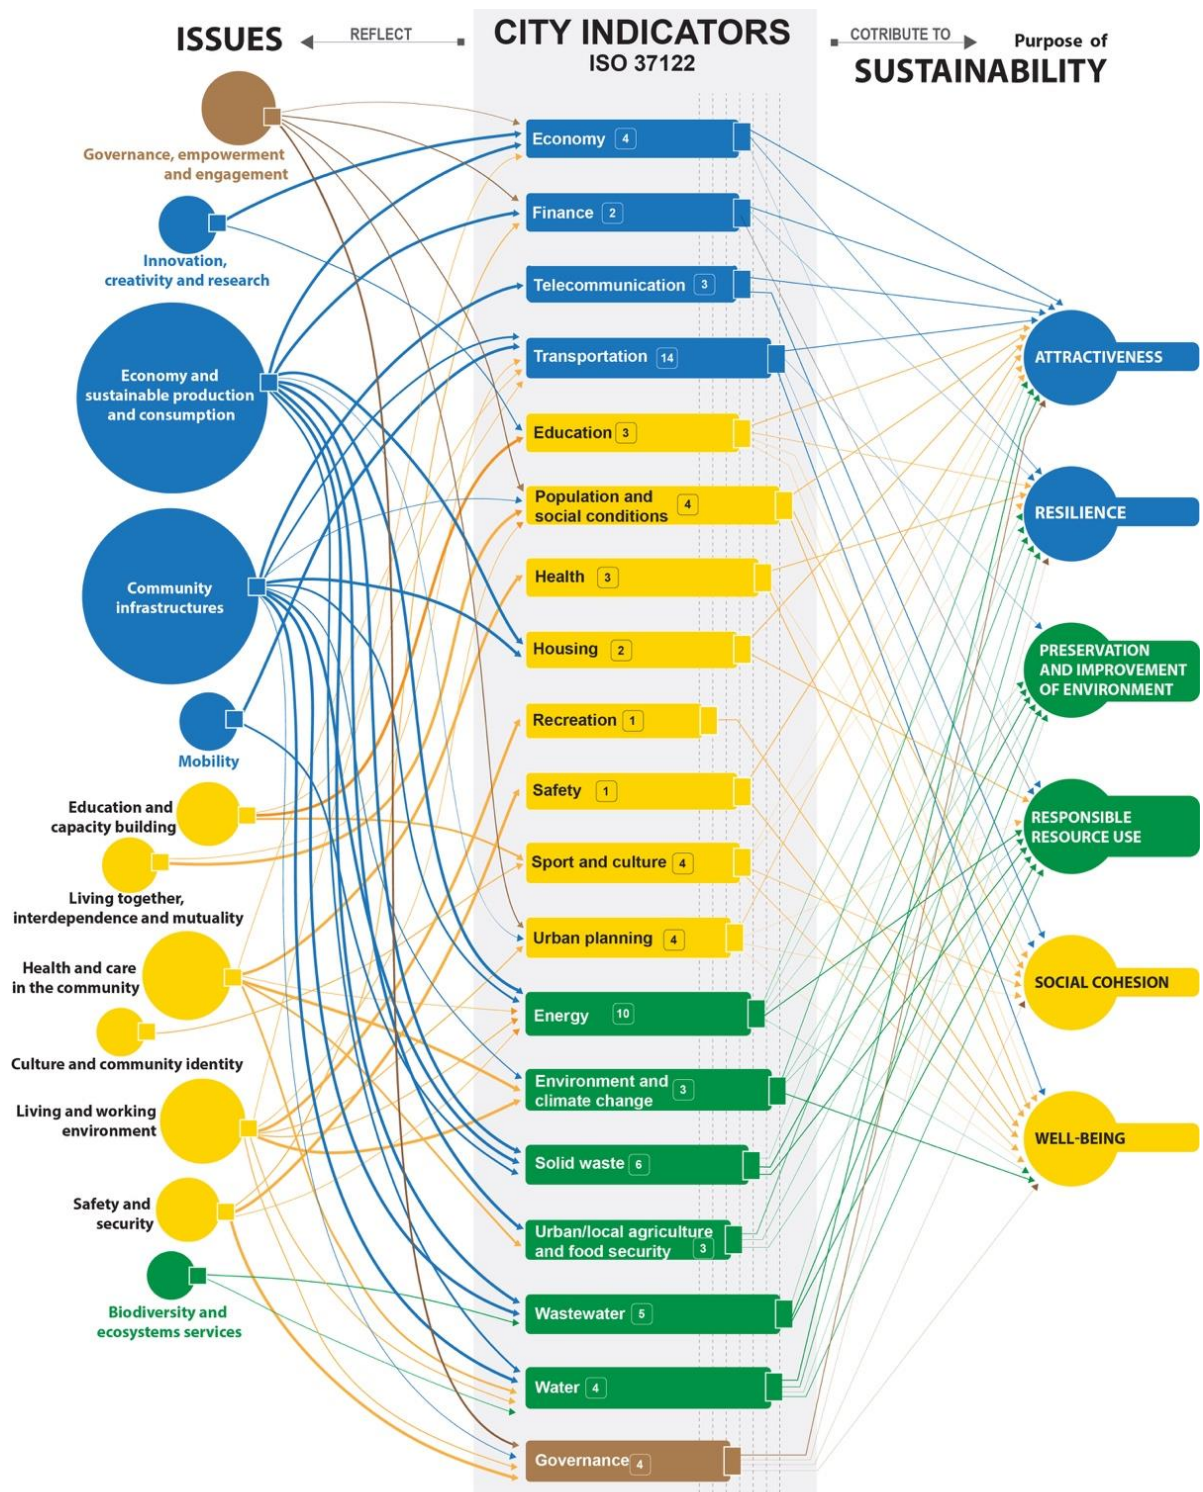 ISSUES
REFLECT
CITY INDICATORS
ISO 37122
COTRIBUTE TO
Purpose of
SUSTAINABILITY
Governance, empowerment
and engagement
Innovation,
creativity and research
Economy and
sustainable production
and consumption
Community
infrastructures
Mobility
Education and
capacity building
Living together,
interdependence and mutuality
Health and care
in the community
Culture and community identity
Living and working
environment
Safety and
security
Biodiversity and
ecosystems services
Economy 4
Finance 2
Telecommunication 3
Transportation 14
Education 3
Population and
social conditions 4
Health 3
Housing 2
Recreation 1
Safety 1
Sport and culture 4
Urban planning 4
Energy 10
Environment and
climate change 3
Solid waste 6
Urban/local agriculture
and food security 3
Wastewater 5
Water 4
Governance 4
ATTRACTIVENESS
RESILIENCE
PRESERVATION
AND IMPROVEMENT
OF ENVIRONMENT
RESPONSIBLE
RESOURCE USE
SOCIAL COHESION
WELL-BEING